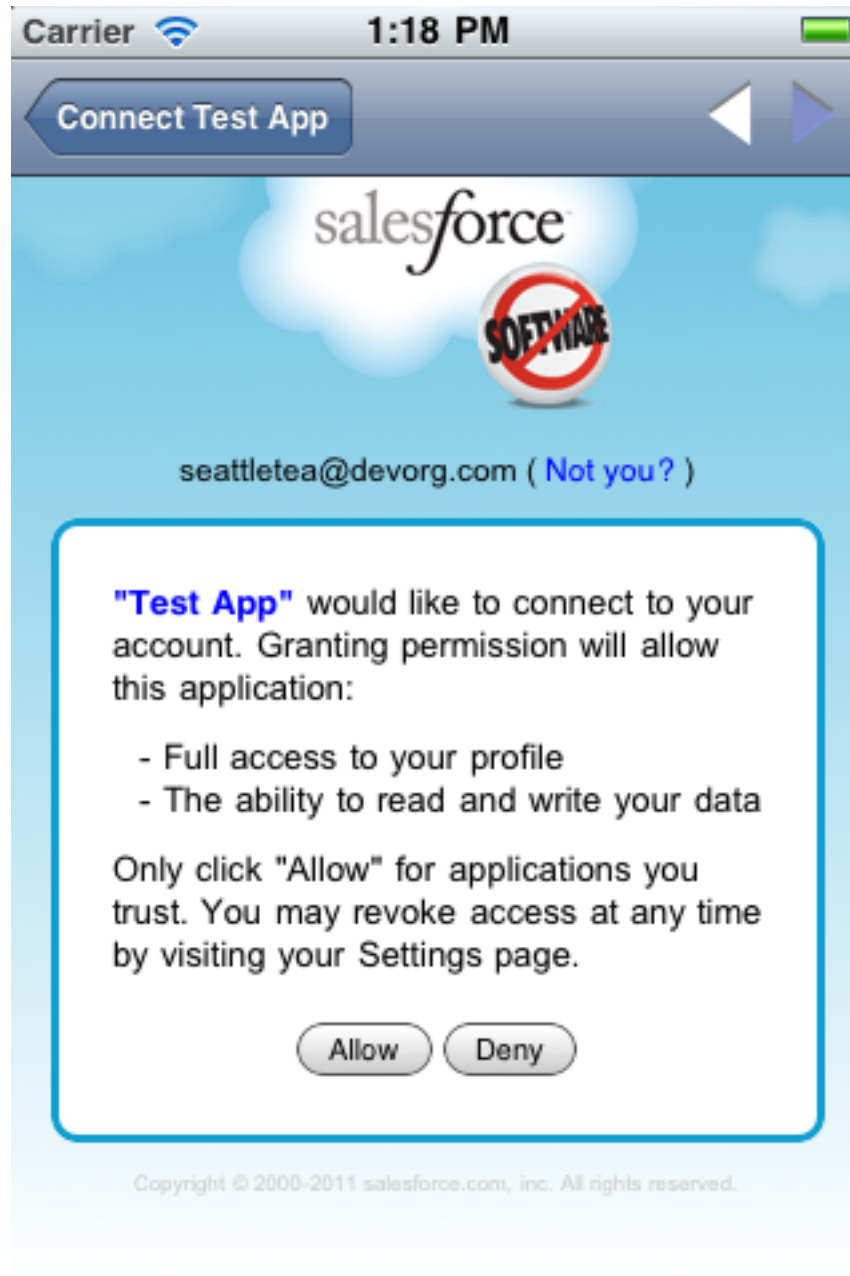 Carrier 1:18 PM
Connect Test App
salesforce
SOFTWARE
seattletea@devorg.com ( Not you? )
"Test App" would like to connect to your
account. Granting permission will allow
this application:
- Full access to your profile
- The ability to read and write your data
Only click "Allow" for applications you
trust. You may revoke access at any time
by visiting your Settings page.
Allow Deny
Copyright © 2000-2011 salesforce.com, inc. All rights reserved.